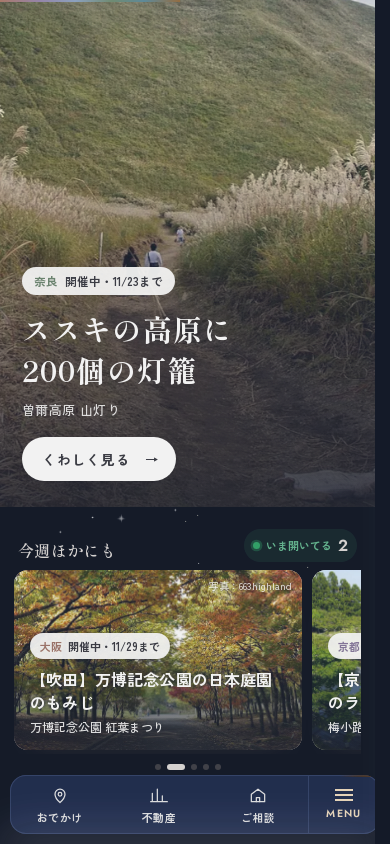 奈良 開催中・11/23まで
ススキの高原に
200個の灯籠
曽爾高原 山灯り
くわしく見る →
今週ほかにも
いま開いてる 2
写真：663highland
大阪 開催中・11/29まで
【吹田】万博記念公園の日本庭園
のもみじ
万博記念公園 紅葉まつり
京都
【京
のラ
梅小路
おでかけ
不動産
ご相談
MENU